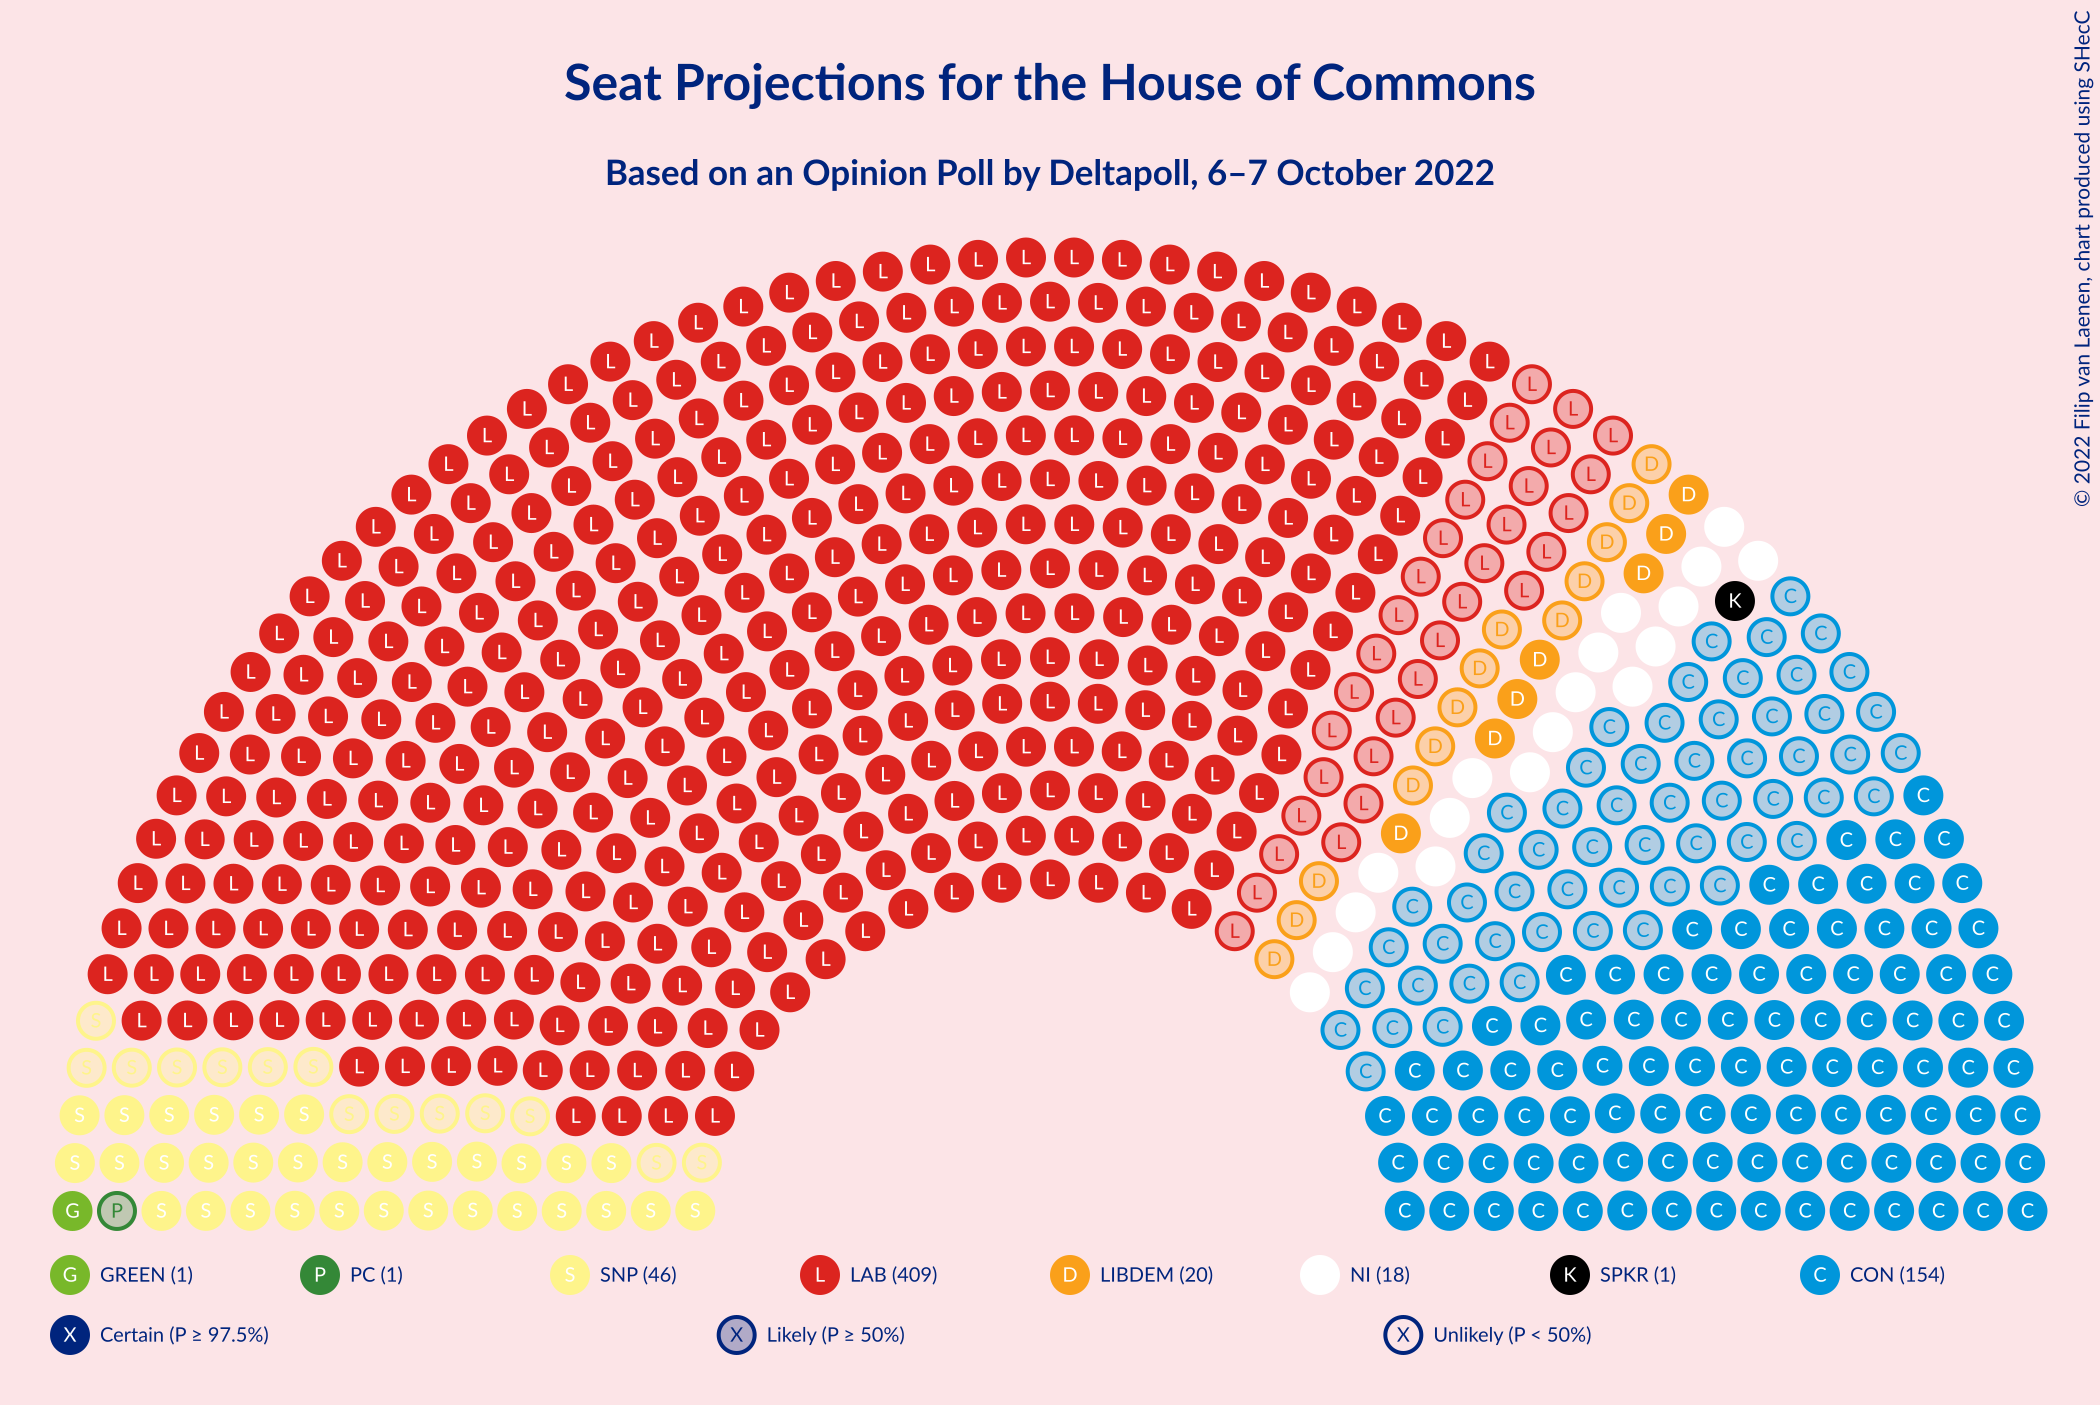 Seat Projections for the House of Commons
Based on an Opinion Poll by Deltapoll, 6–7 October 2022
© 2022 Filip van Laenen, chart produced using SHecC
G GREEN (1) P PC (1) S SNP (46) L LAB (409) D LIBDEM (20) NI (18) K SPKR (1) C CON (154)
X Certain (P ≥ 97.5%) X Likely (P ≥ 50%) X Unlikely (P < 50%)